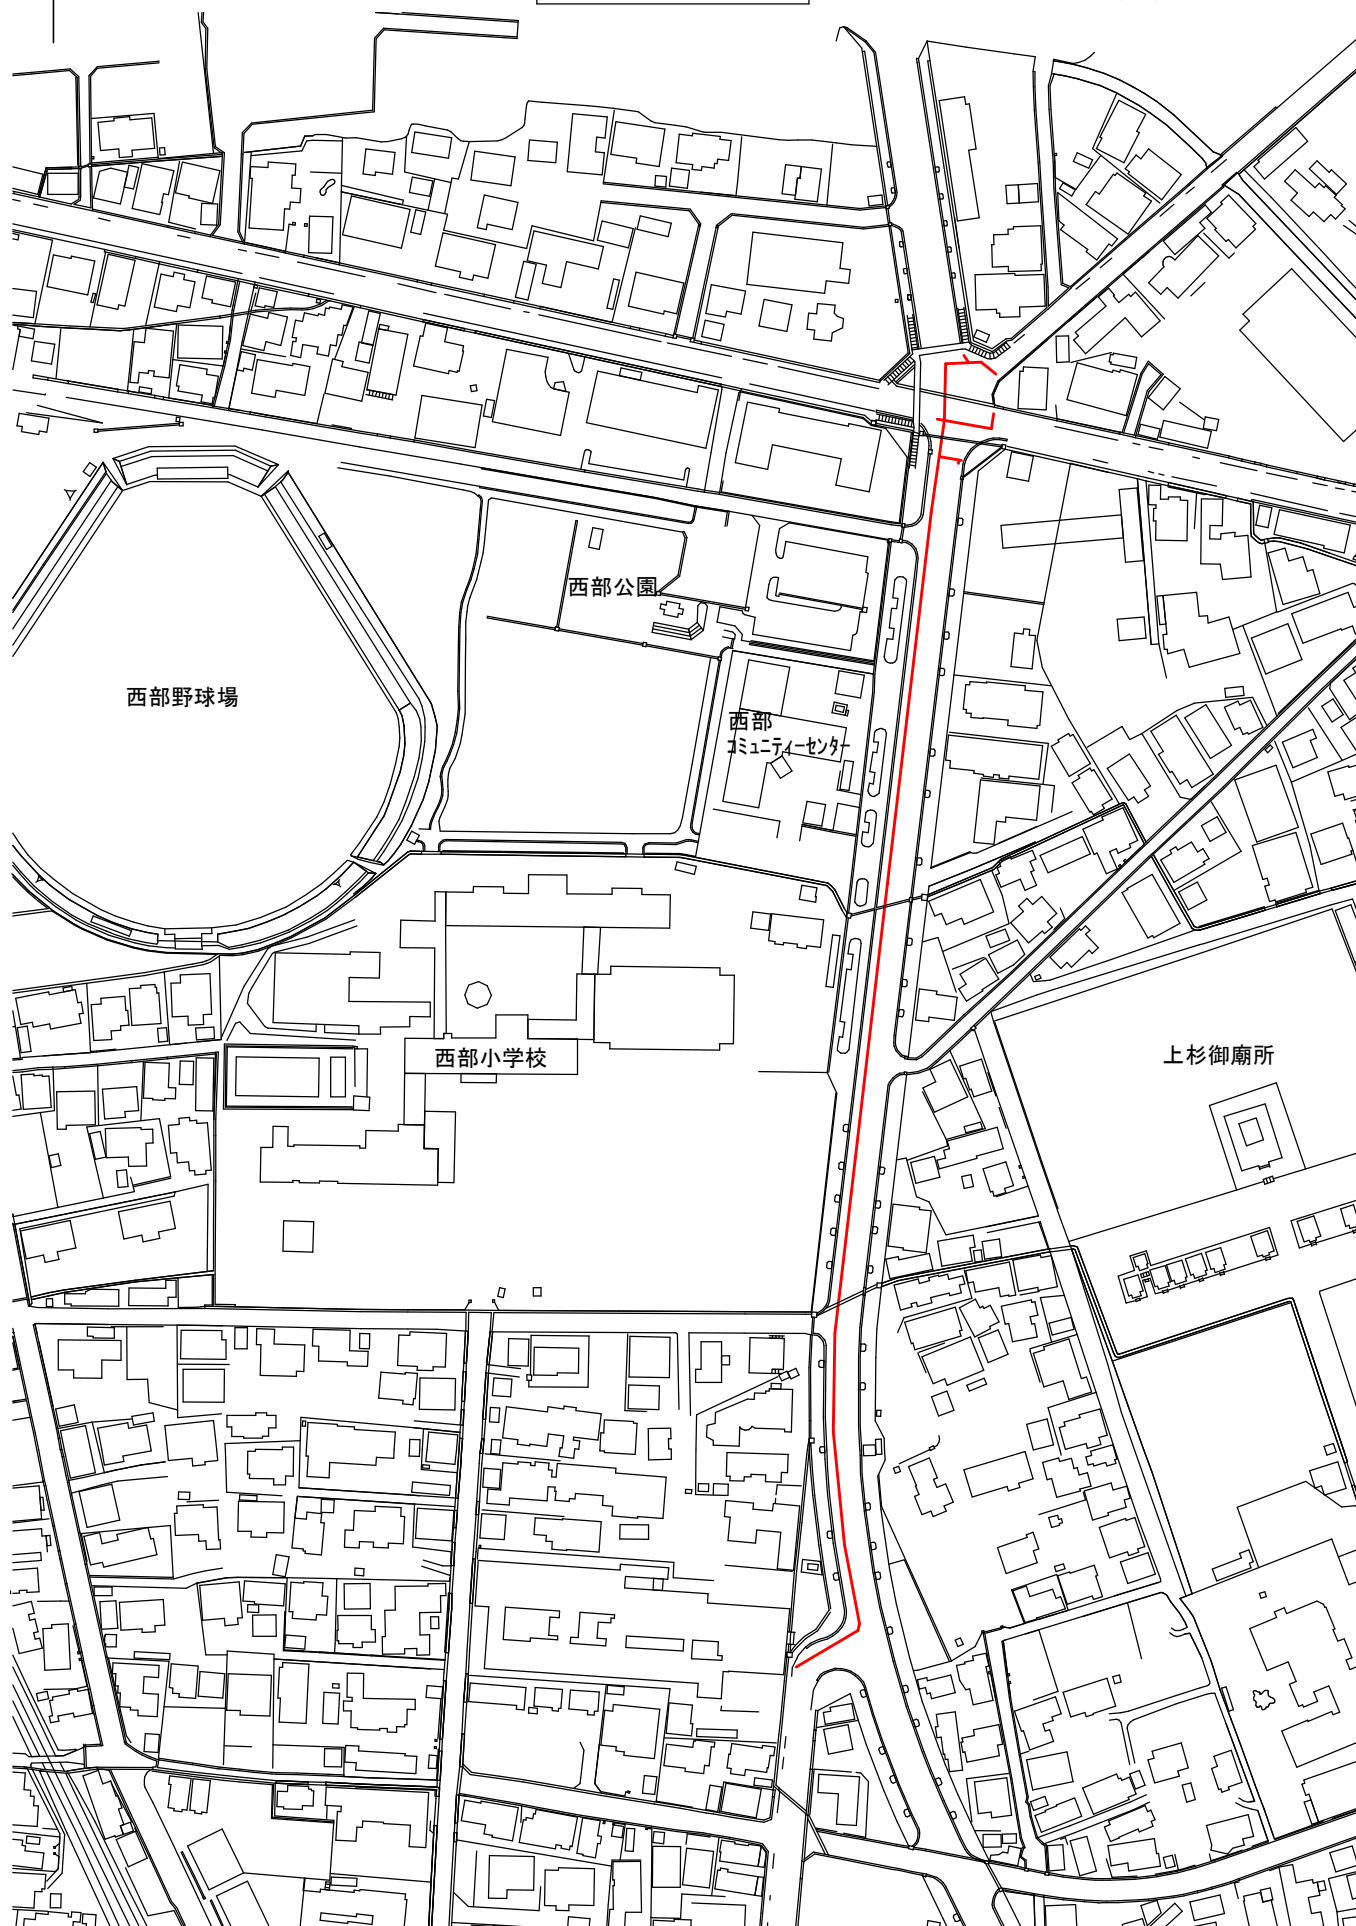 西部公園
西部野球場
西部
コミュニティーセンター
西部小学校
上杉御廟所